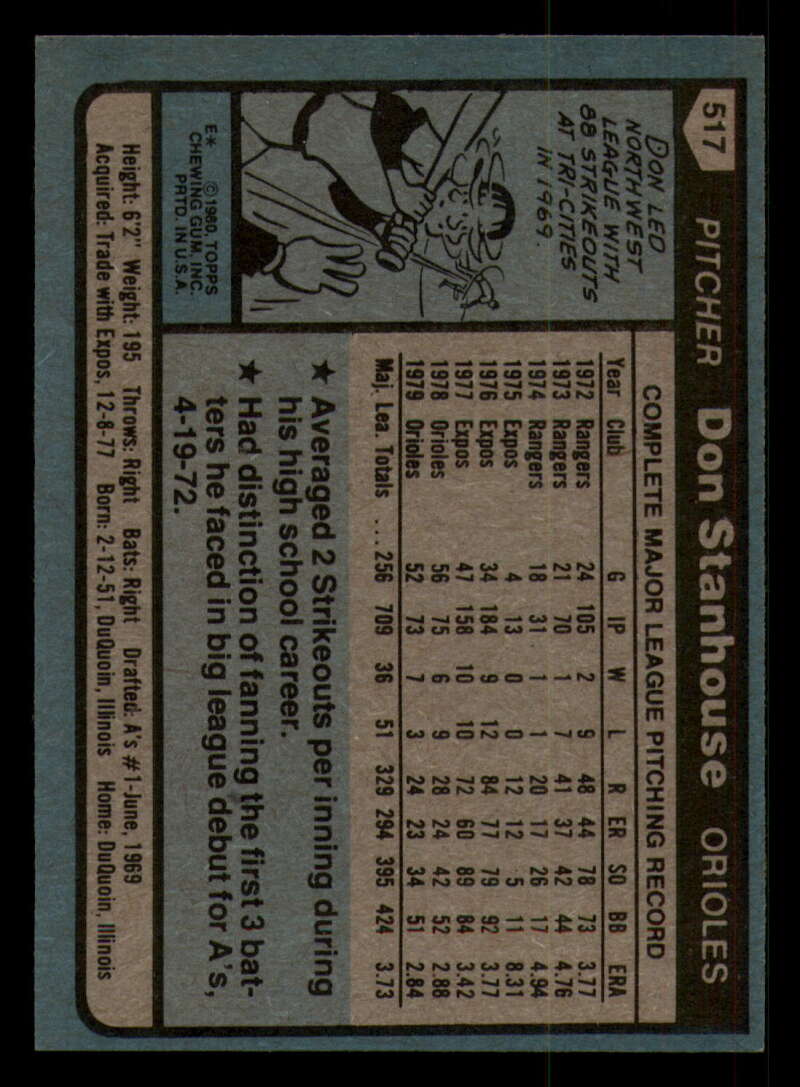 517 PITCHER Don Stanhouse ORIOLES
DON LED
NORTHWEST
LEAGUE WITH
88 STRIKEOUTS
AT TRI-CITIES
IN 1969.
E* ©1980. TOPPS
CHEWING GUM, INC.
PRTD. IN U.S.A.
COMPLETE MAJOR LEAGUE PITCHING RECORD
Year Club G IP W L R ER SO BB ERA
1972 Rangers 24 105 2 9 48 44 78 73 3.77
1973 Rangers 21 70 1 7 41 37 42 44 4.76
1974 Rangers 18 31 1 1 20 17 26 17 4.94
1975 Expos 4 13 0 0 12 12 5 11 8.31
1976 Expos 34 184 9 12 84 77 79 92 3.77
1977 Expos 47 158 10 10 72 60 89 84 3.42
1978 Orioles 56 75 6 9 28 24 42 52 2.88
1979 Orioles 52 73 7 3 24 23 34 51 2.84
Maj. Lea. Totals ... 256 709 36 51 329 294 395 424 3.73
★ Averaged 2 Strikeouts per inning during
his high school career.
★ Had distinction of fanning the first 3 bat-
ters he faced in big league debut for A's,
4-19-72.
Height: 6'2" Weight: 195 Throws: Right Bats: Right Drafted: A's #1-June, 1969
Acquired: Trade with Expos, 12-8-77 Born: 2-12-51, DuQuoin, Illinois Home: DuQuoin, Illinois